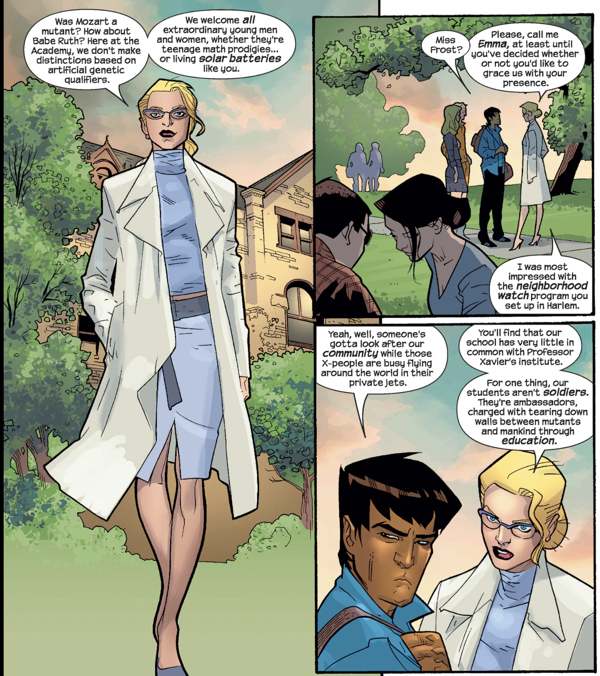 Was Mozart a
mutant? How about
Babe Ruth? Here at the
Academy, we don't make
distinctions based on
artificial genetic
qualifiers.
We welcome all
extraordinary young men
and women, whether they're
teenage math prodigies...
or living solar batteries
like you.
Miss
Frost?
Please, call me
Emma, at least until
you've decided whether
or not you'd like to
grace us with your
presence.
I was most
impressed with
the neighborhood
watch program you
set up in Harlem.
Yeah, well, someone's
gotta look after our
community while those
X-people are busy flying
around the world in their
private jets.
You'll find that our
school has very little in
common with Professor
Xavier's institute.
For one thing, our
students aren't soldiers.
They're ambassadors,
charged with tearing down
walls between mutants
and mankind through
education.